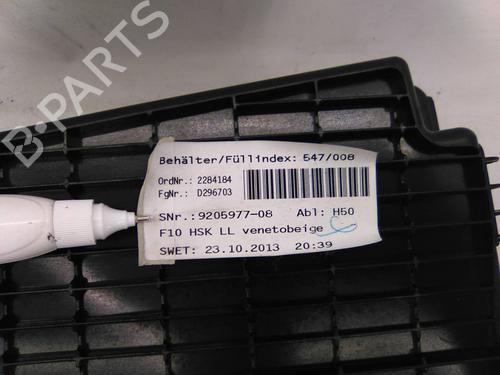 B-PARTS
Behälter/Füllindex: 547/008
OrdNr.: 2284184
FgNr.: D296703
SNr.:9205977-08 Abl: H50
F10 HSK LL venetobeige
SWET: 23.10.2013 20:39